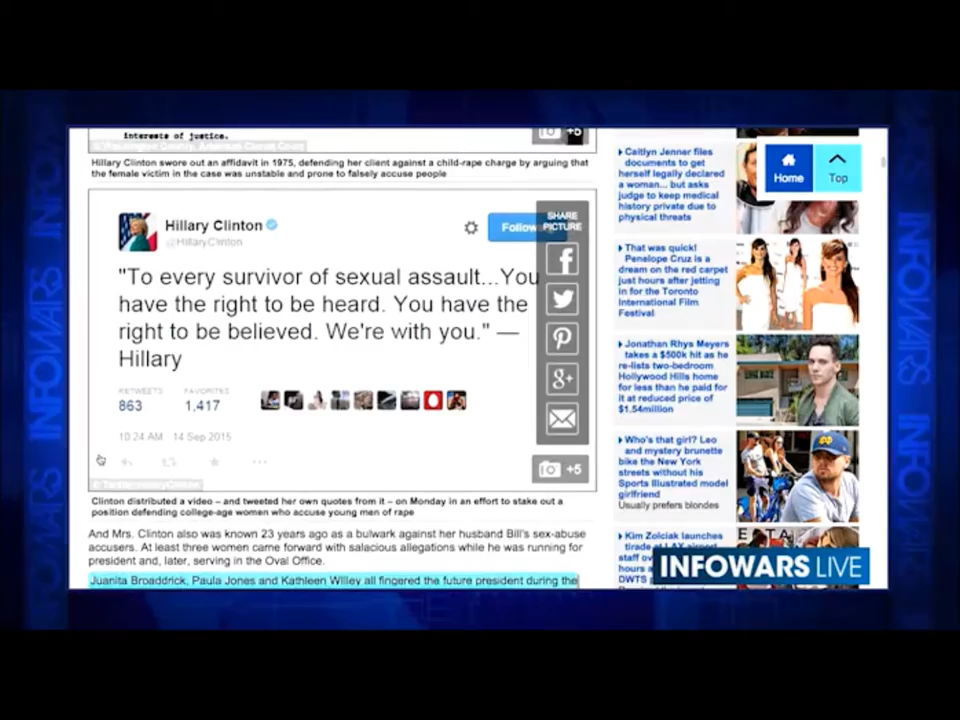 interests of justice.
+5
Hillary Clinton swore out an affidavit in 1975, defending her client against a child-rape charge by arguing that
the female victim in the case was unstable and prone to falsely accuse people
Hillary Clinton
@HillaryClinton
Follow
SHARE
PICTURE
"To every survivor of sexual assault...You
have the right to be heard. You have the
right to be believed. We're with you." —
Hillary
RETWEETS
863
FAVORITES
1,417
10:24 AM 14 Sep 2015
+5
Clinton distributed a video – and tweeted her own quotes from it – on Monday in an effort to stake out a
position defending college-age women who accuse young men of rape
And Mrs. Clinton also was known 23 years ago as a bulwark against her husband Bill's sex-abuse
accusers. At least three women came forward with salacious allegations while he was running for
president and, later, serving in the Oval Office.
Juanita Broaddrick, Paula Jones and Kathleen Willey all fingered the future president during the
Caitlyn Jenner files
documents to get
herself legally declared
a woman... but asks
judge to keep medical
history private due to
physical threats
Home
Top
That was quick!
Penelope Cruz is a
dream on the red carpet
just hours after jetting
in for the Toronto
International Film
Festival
Jonathan Rhys Meyers
takes a $500k hit as he
re-lists two-bedroom
Hollywood Hills home
for less than he paid for
it at reduced price of
$1.54million
Who's that girl? Leo
and mystery brunette
bike the New York
streets without his
Sports Illustrated model
girlfriend
Usually prefers blondes
Kim Zolciak launches
tirade at LAX airport
staff
hours
DWTS
INFOWARS LIVE
INFOWARS
INFOWARS